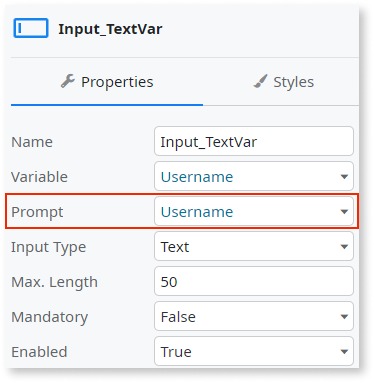 Input_TextVar
Properties Styles
Name Input_TextVar
Variable Username
Prompt Username
Input Type Text
Max. Length 50
Mandatory False
Enabled True